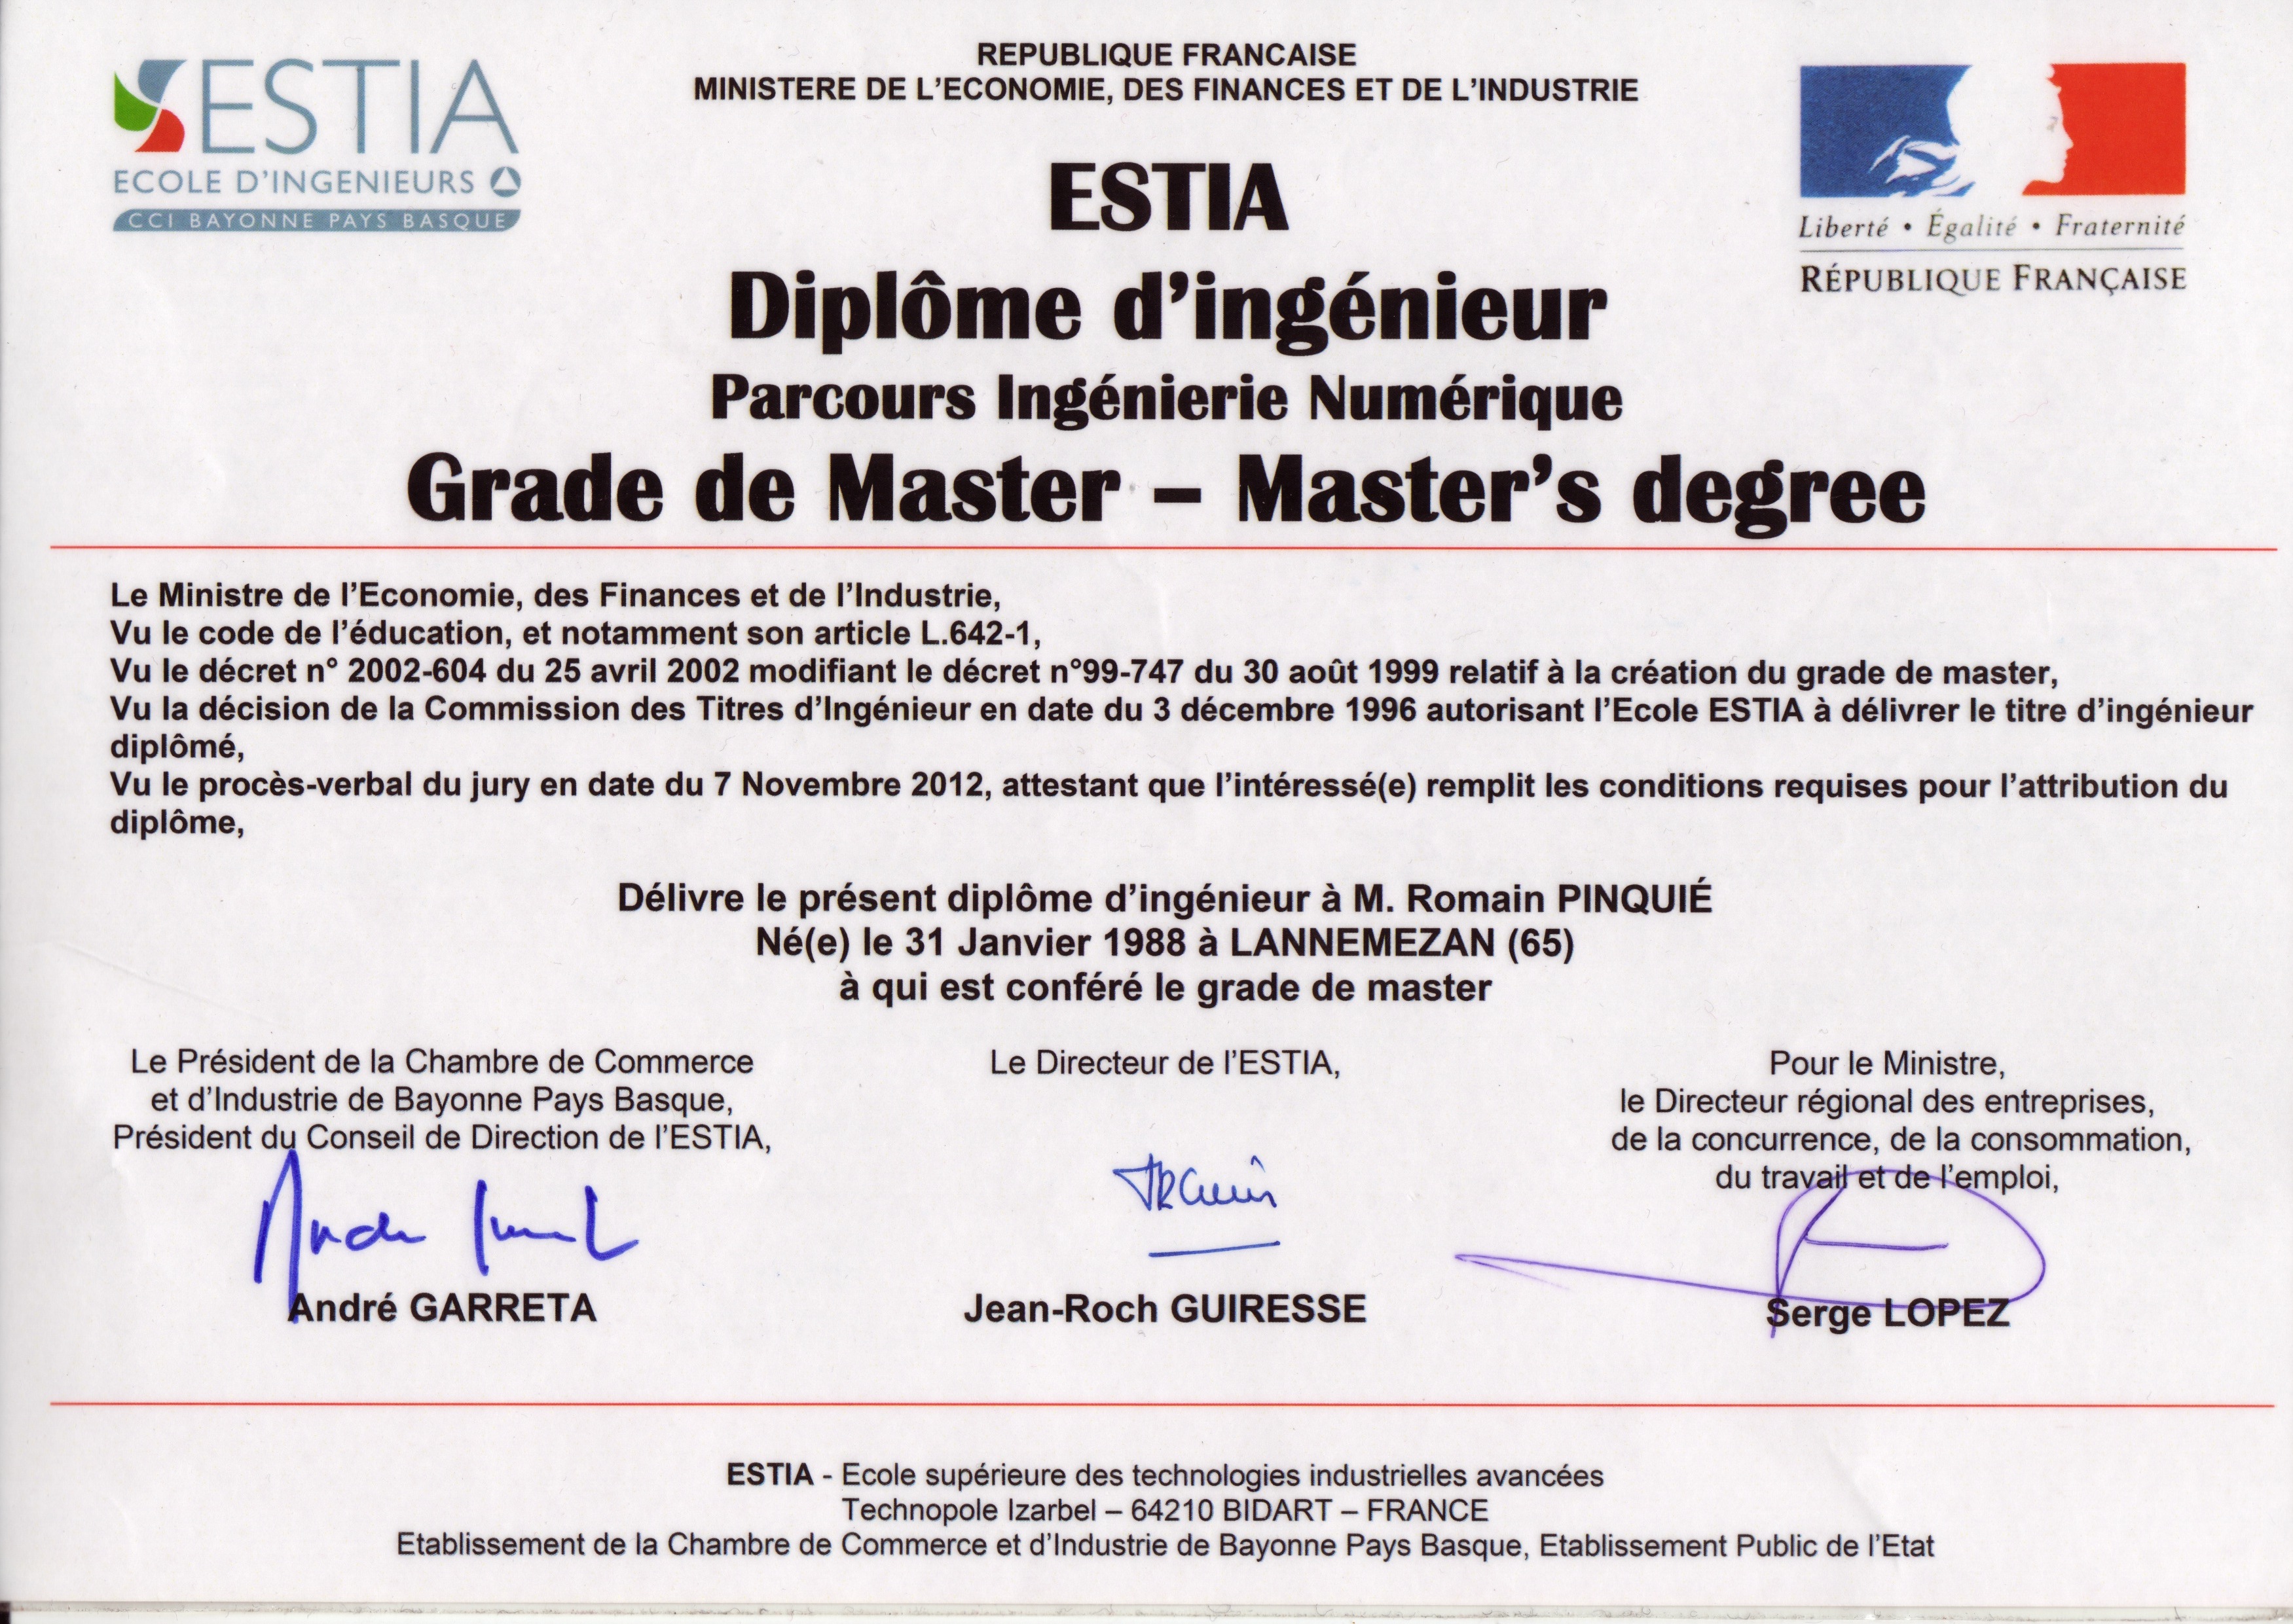 ESTIA
ECOLE D'INGENIEURS
CCI BAYONNE PAYS BASQUE
REPUBLIQUE FRANCAISE
MINISTERE DE L'ECONOMIE, DES FINANCES ET DE L'INDUSTRIE
Liberté • Égalité • Fraternité
RÉPUBLIQUE FRANÇAISE
ESTIA
Diplôme d'ingénieur
Parcours Ingénierie Numérique
Grade de Master – Master's degree
Le Ministre de l'Economie, des Finances et de l'Industrie,
Vu le code de l'éducation, et notamment son article L.642-1,
Vu le décret n° 2002-604 du 25 avril 2002 modifiant le décret n°99-747 du 30 août 1999 relatif à la création du grade de master,
Vu la décision de la Commission des Titres d'Ingénieur en date du 3 décembre 1996 autorisant l'Ecole ESTIA à délivrer le titre d'ingénieur
diplômé,
Vu le procès-verbal du jury en date du 7 Novembre 2012, attestant que l'intéressé(e) remplit les conditions requises pour l'attribution du
diplôme,
Délivre le présent diplôme d'ingénieur à M. Romain PINQUIÉ
Né(e) le 31 Janvier 1988 à LANNEMEZAN (65)
à qui est conféré le grade de master
Le Président de la Chambre de Commerce
et d'Industrie de Bayonne Pays Basque,
Président du Conseil de Direction de l'ESTIA,
André GARRETA
Le Directeur de l'ESTIA,
Jean-Roch GUIRESSE
Pour le Ministre,
le Directeur régional des entreprises,
de la concurrence, de la consommation,
du travail et de l'emploi,
Serge LOPEZ
ESTIA - Ecole supérieure des technologies industrielles avancées
Technopole Izarbel – 64210 BIDART – FRANCE
Etablissement de la Chambre de Commerce et d'Industrie de Bayonne Pays Basque, Etablissement Public de l'Etat